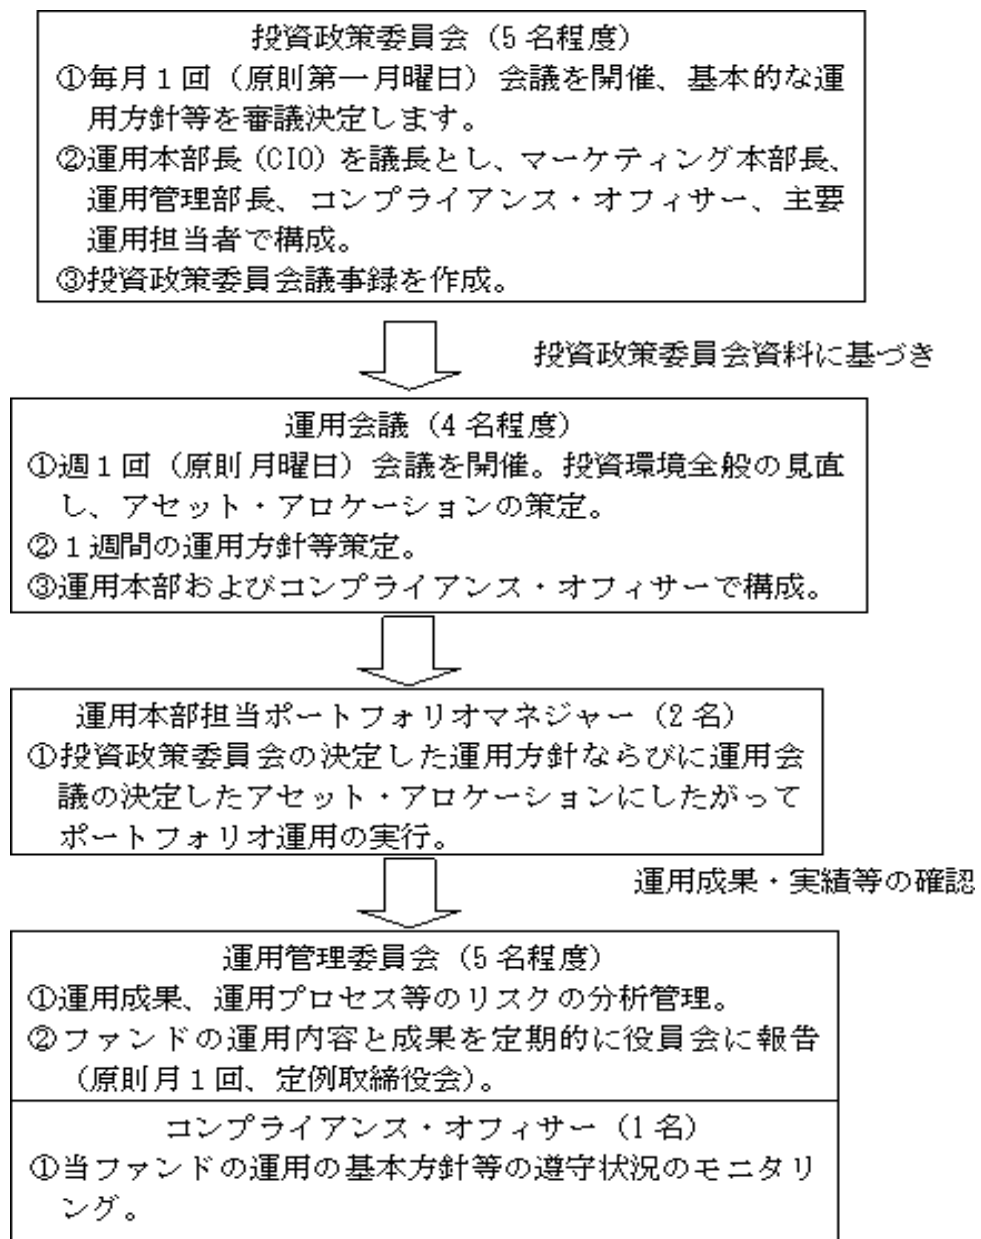 投資政策委員会（5名程度）
①毎月１回（原則第一月曜日）会議を開催、基本的な運
用方針等を審議決定します。
②運用本部長(CIO)を議長とし、マーケティング本部長、
運用管理部長、コンプライアンス・オフィサー、主要
運用担当者で構成。
③投資政策委員会議事録を作成。
投資政策委員会資料に基づき
運用会議（4名程度）
①週１回（原則月曜日）会議を開催。投資環境全般の見直
し、アセット・アロケーションの策定。
②１週間の運用方針等策定。
③運用本部およびコンプライアンス・オフィサーで構成。
運用本部担当ポートフォリオマネジャー（2名）
①投資政策委員会の決定した運用方針ならびに運用会
議の決定したアセット・アロケーションにしたがって
ポートフォリオ運用の実行。
運用成果・実績等の確認
運用管理委員会（5名程度）
①運用成果、運用プロセス等のリスクの分析管理。
②ファンドの運用内容と成果を定期的に役員会に報告
（原則月１回、定例取締役会）。
コンプライアンス・オフィサー（1名）
①当ファンドの運用の基本方針等の遵守状況のモニタリ
ング。